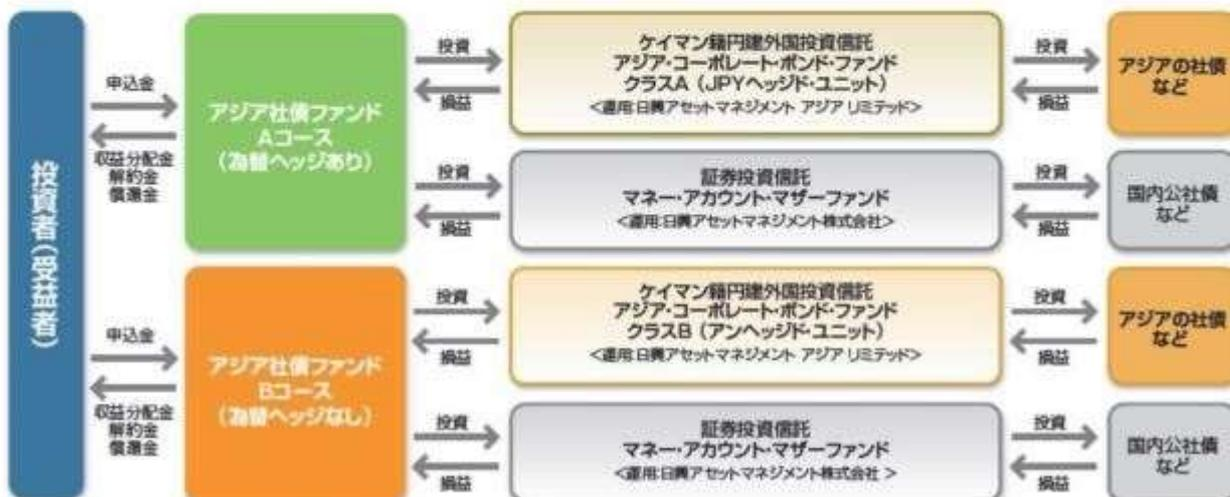 投資者(受益者)
申込金
収益分配金
解約金
償還金
アジア社債ファンド
Aコース
(為替ヘッジあり)
投資
損益
ケイマン籍円建外国投資信託
アジア・コーポレート・ボンド・ファンド
クラスA(JPYヘッジド・ユニット)
<運用:日興アセットマネジメント アジア リミテッド>
投資
損益
アジアの社債
など
投資
損益
証券投資信託
マネー・アカウント・マザーファンド
<運用:日興アセットマネジメント株式会社>
投資
損益
国内公社債
など
申込金
収益分配金
解約金
償還金
アジア社債ファンド
Bコース
(為替ヘッジなし)
投資
損益
ケイマン籍円建外国投資信託
アジア・コーポレート・ボンド・ファンド
クラスB(アンヘッジド・ユニット)
<運用:日興アセットマネジメント アジア リミテッド>
投資
損益
アジアの社債
など
投資
損益
証券投資信託
マネー・アカウント・マザーファンド
<運用:日興アセットマネジメント株式会社 >
投資
損益
国内公社債
など